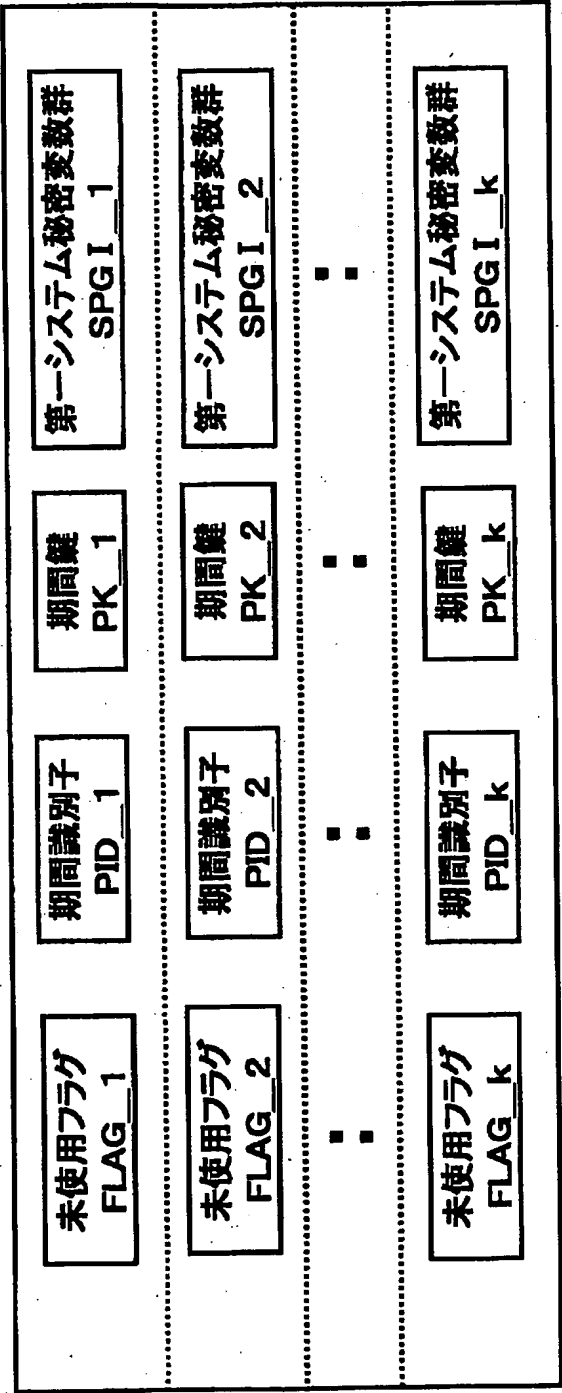 未使用フラグ
FLAG_1
期間識別子
PID_1
期間鍵
PK_1
第一システム秘密変数群
SPGI_1
未使用フラグ
FLAG_2
期間識別子
PID_2
期間鍵
PK_2
第一システム秘密変数群
SPGI_2
未使用フラグ
FLAG_k
期間識別子
PID_k
期間鍵
PK_k
第一システム秘密変数群
SPGI_k